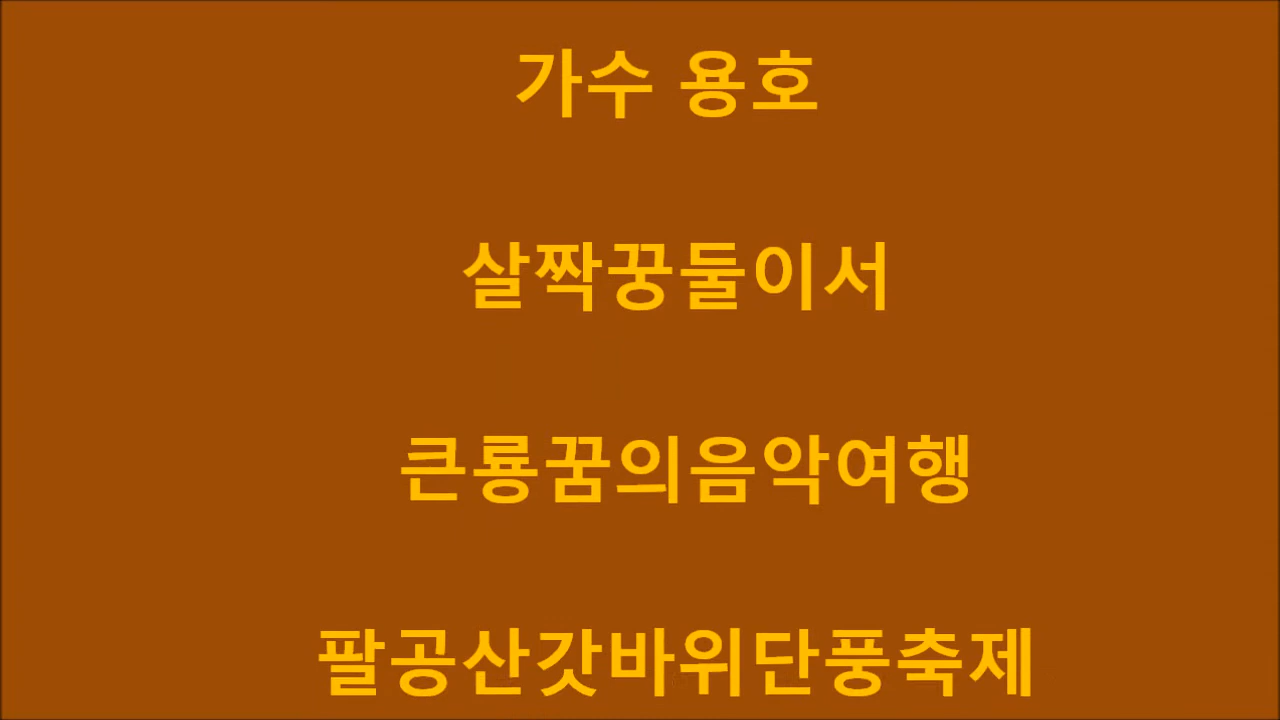 가수 용호
살짝꿍둘이서
큰룡꿈의음악여행
팔공산갓바위단풍축제